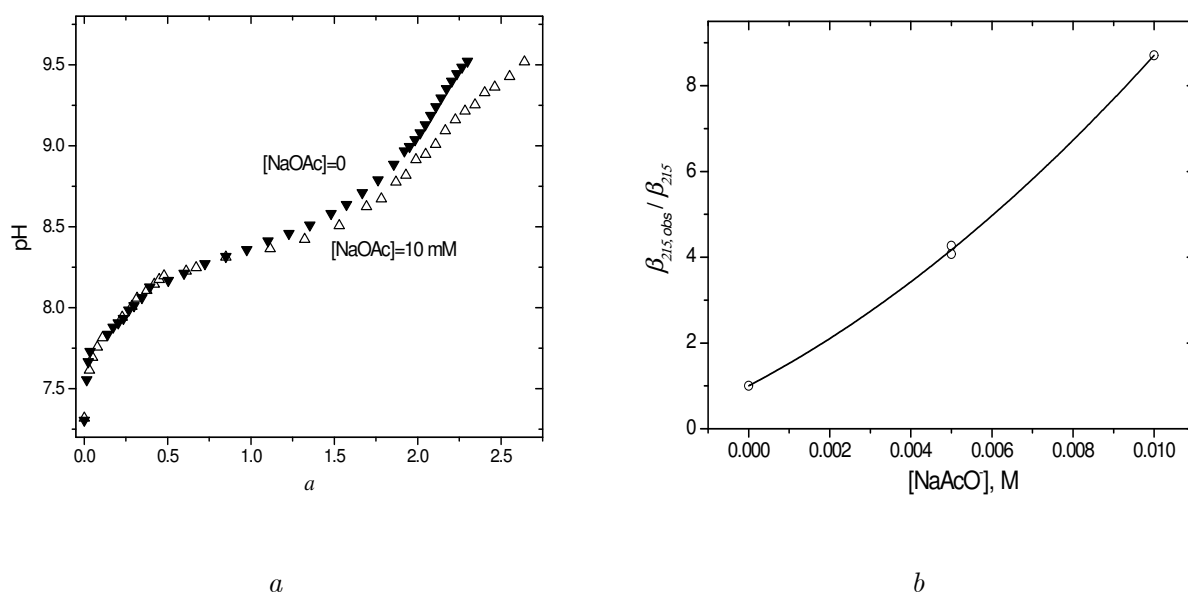 9.5
9.0
8.5
8.0
7.5
pH
[NaOAc]=0
[NaOAc]=10 mM
0.0 0.5 1.0 1.5 2.0 2.5
a
a
8
6
4
2
0
β215,obs / β215
0.000 0.002 0.004 0.006 0.008 0.010
[NaAcO-], M
b